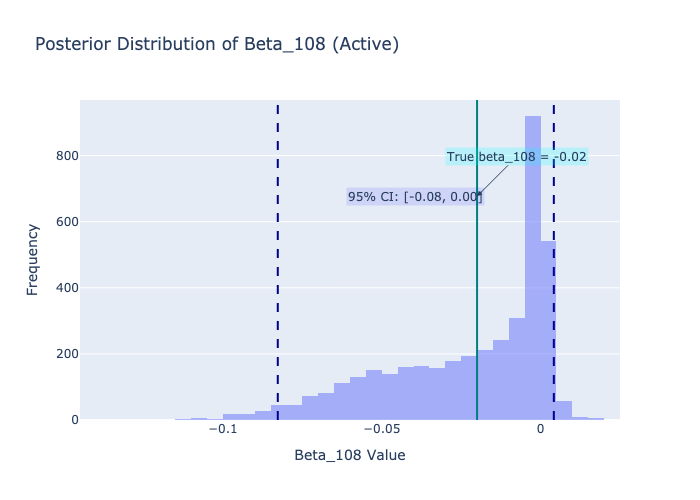 Posterior Distribution of Beta_108 (Active)
True beta_108 = -0.02
95% CI: [-0.08, 0.00]
Frequency
800
600
400
200
0
−0.1
−0.05
0
Beta_108 Value